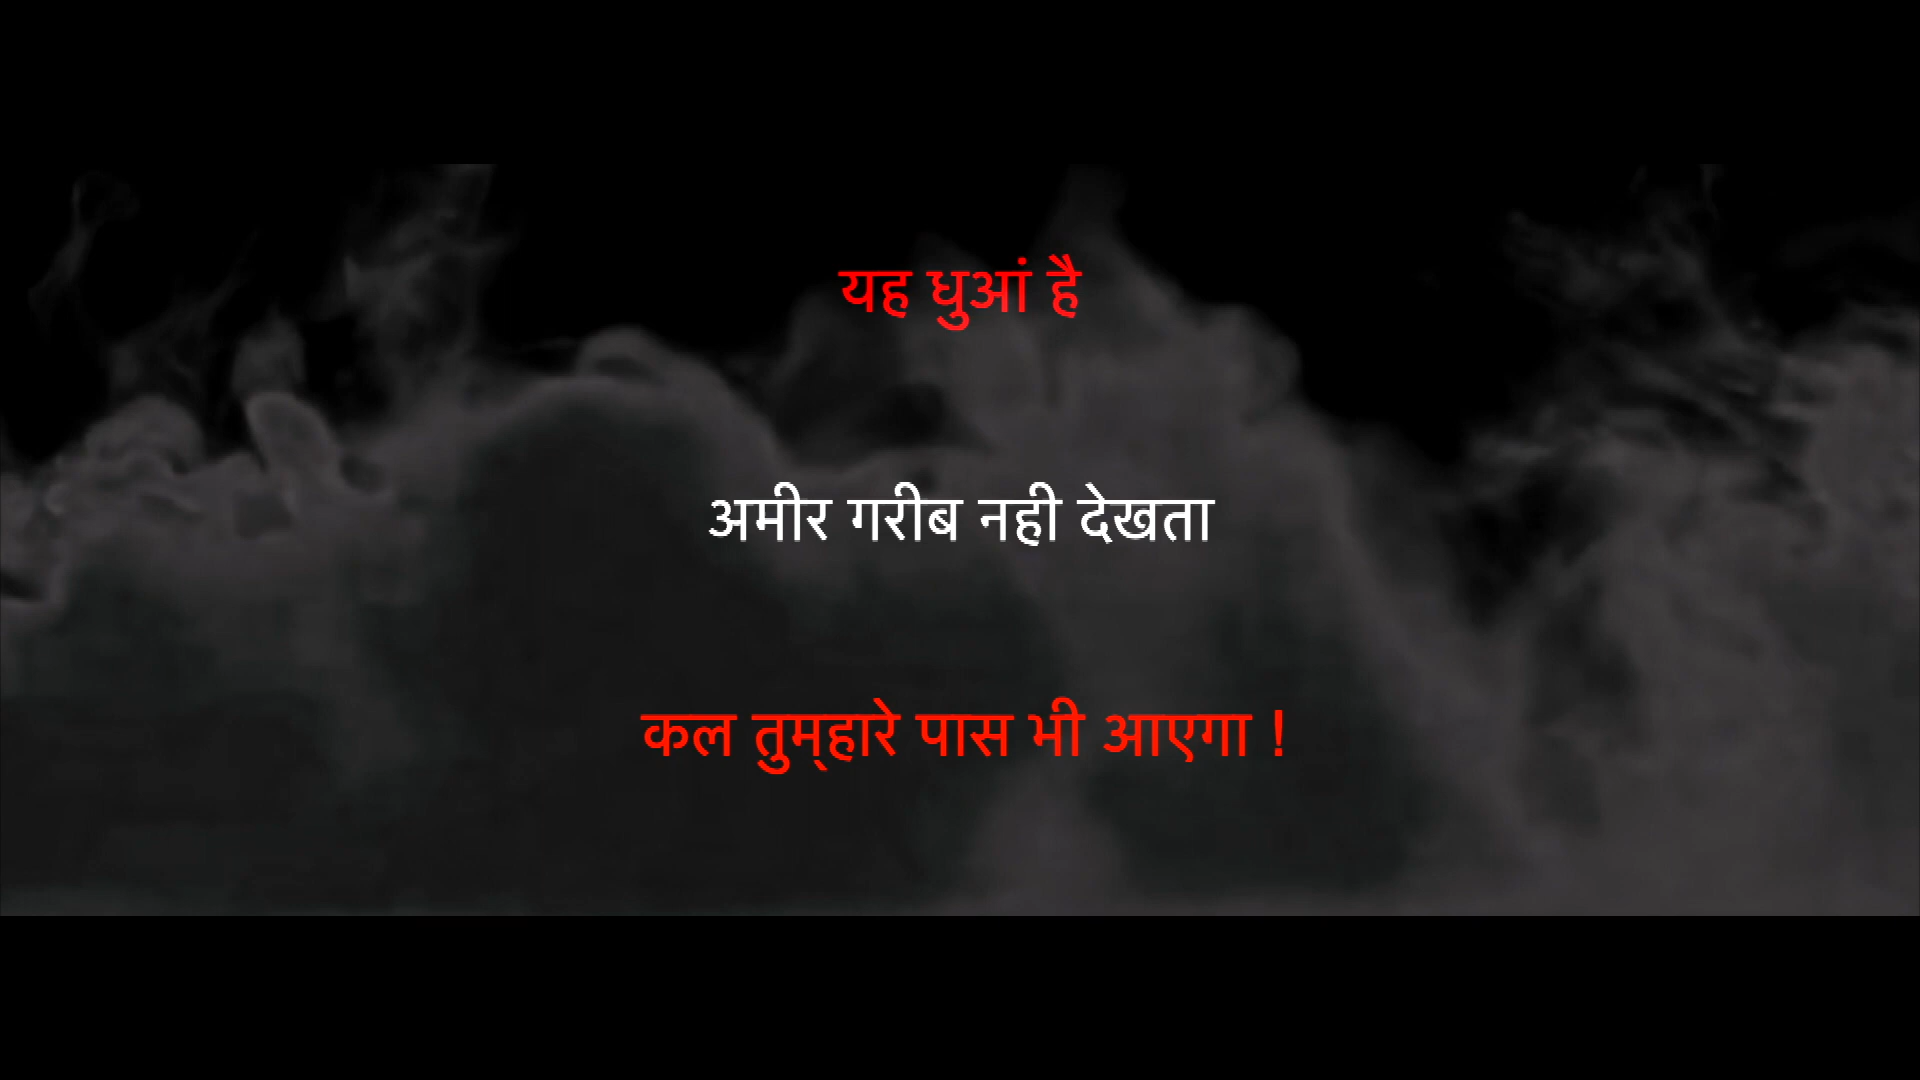 यह धुआं है
अमीर गरीब नही देखता
कल तुम्‌हारे पास भी आएगा !